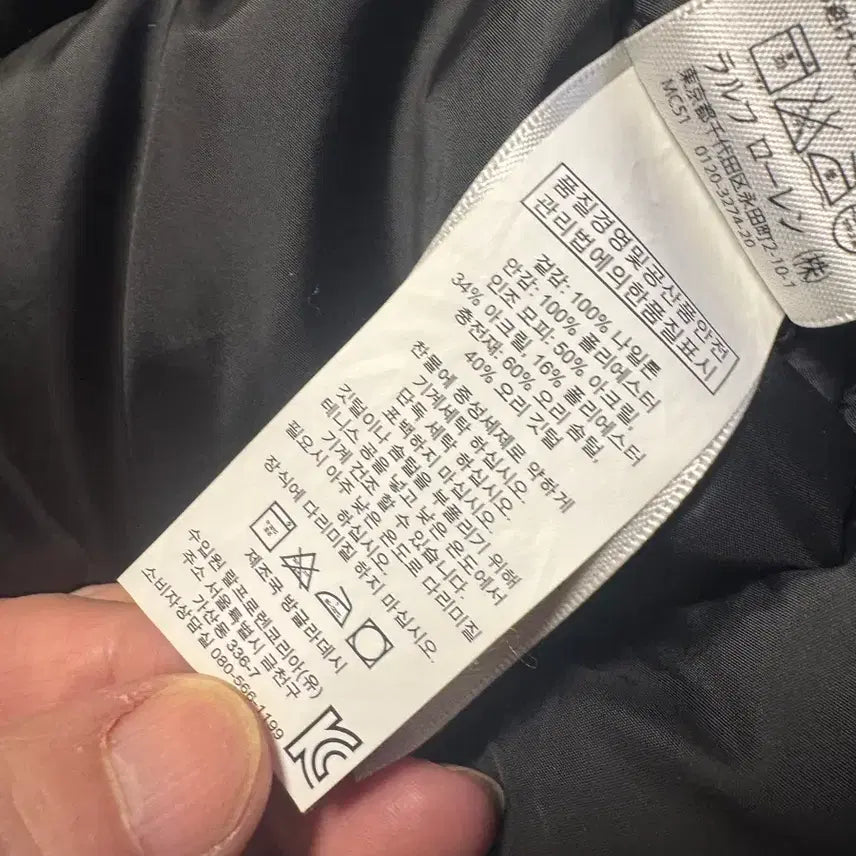 품질경영및공산품안전
관리법에의한품질표시
겉감: 100% 나일론
안감: 100% 폴리에스터
인조 모피: 50% 아크릴,
34% 아크릴, 16% 폴리에스터
충전재: 60% 오리 솜털,
40% 오리 깃털
찬물에 중성세제로 약하게
기계세탁 하십시오.
단독 세탁 하십시오.
표백하지 마십시오.
깃털이나 솜털을 부풀리기 위해
테니스 공을 넣고 낮은 온도에서
기계 건조 할 수 있습니다.
필요시 아주 낮은 온도로 다리미질
하십시오.
장식에 다리미질 하지 마십시오.
제조국 방글라데시
수입원 랄프로렌코리아(유)
주소 서울특별시 금천구
가산동 336-7
소비자상담실 080-566-1199
ラルフ ローレン (株)
東京都千代田区永田町2-10-1
MC51 0120-3274-20